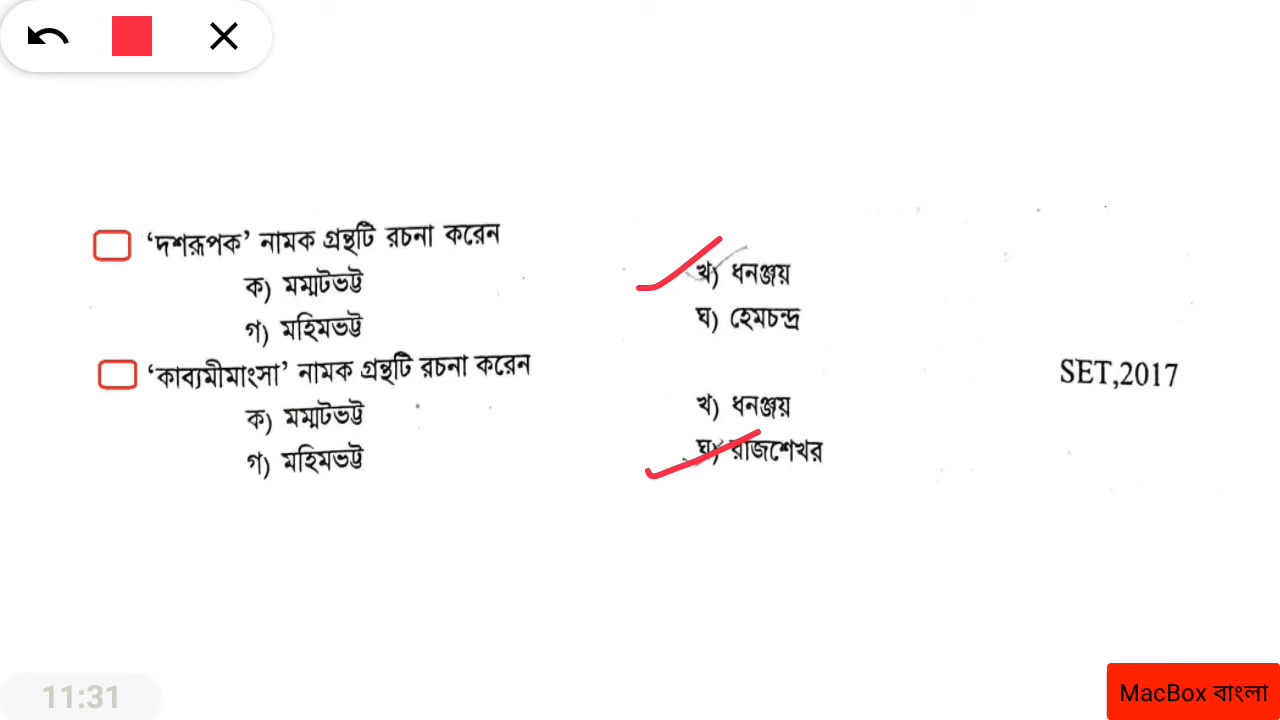 ‘দশরূপক’ নামক গ্রন্থটি রচনা করেন
ক) মম্মটভট্ট
খ) ধনঞ্জয়
গ) মহিমভট্ট
ঘ) হেমচন্দ্র
‘কাব্যমীমাংসা’ নামক গ্রন্থটি রচনা করেন
SET,2017
ক) মম্মটভট্ট
খ) ধনঞ্জয়
গ) মহিমভট্ট
ঘ) রাজশেখর
11:31
MacBox বাংলা